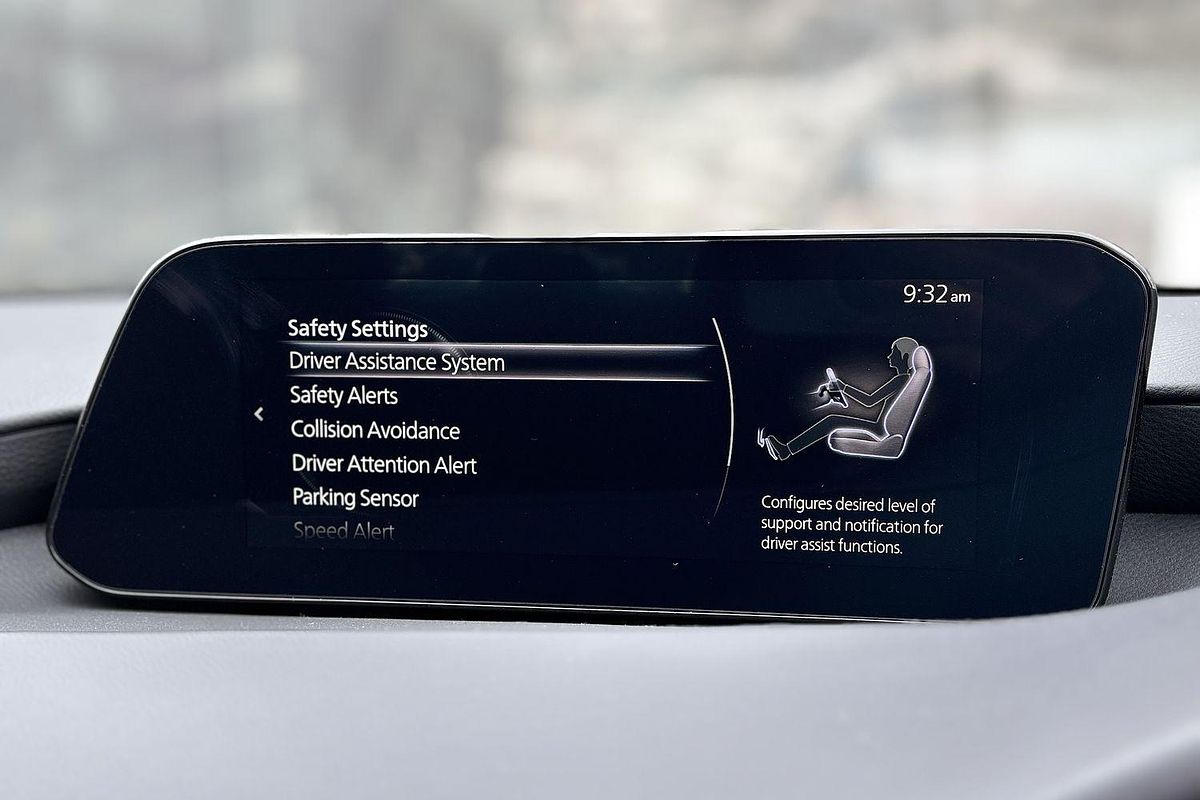 9:32 am
Safety Settings
Driver Assistance System
Safety Alerts
Collision Avoidance
Driver Attention Alert
Parking Sensor
Speed Alert
Configures desired level of
support and notification for
driver assist functions.